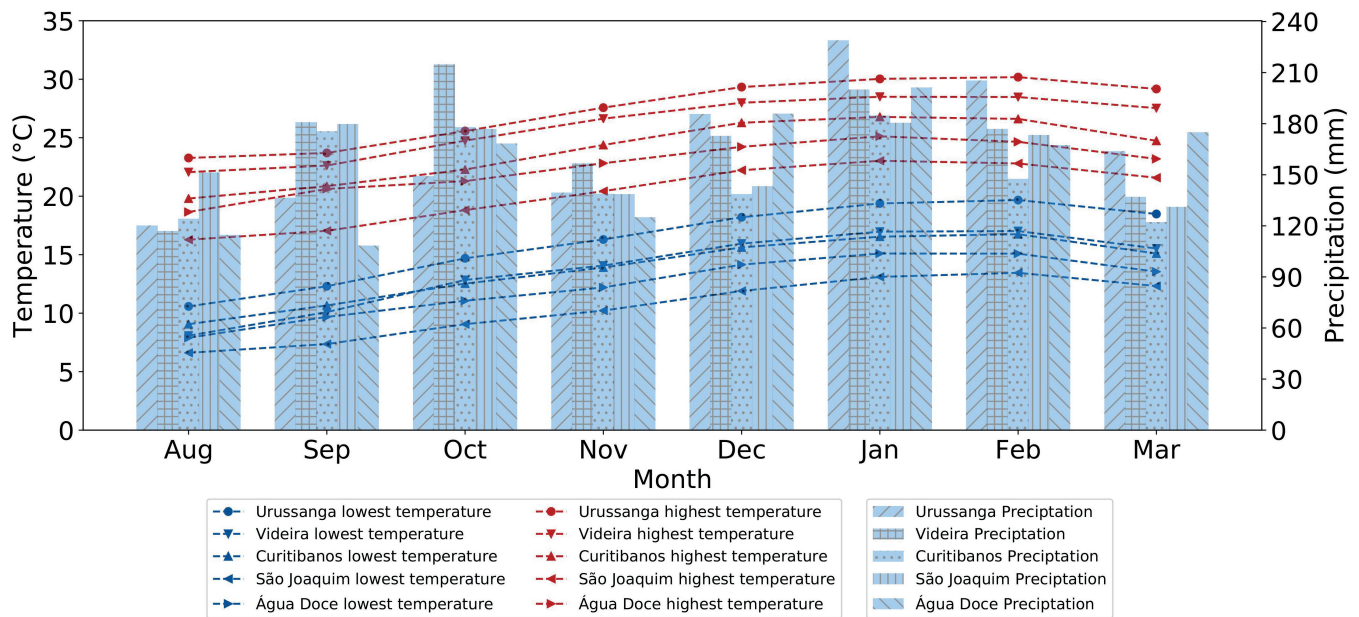 35
30
25
20
15
10
5
0
Temperature (°C)
240
210
180
150
120
90
60
30
0
Precipitation (mm)
Aug Sep Oct Nov Dec Jan Feb Mar
Month
Urussanga lowest temperature
Videira lowest temperature
Curitibanos lowest temperature
São Joaquim lowest temperature
Água Doce lowest temperature
Urussanga highest temperature
Videira highest temperature
Curitibanos highest temperature
São Joaquim highest temperature
Água Doce highest temperature
Urussanga Preciptation
Videira Preciptation
Curitibanos Preciptation
São Joaquim Preciptation
Água Doce Preciptation